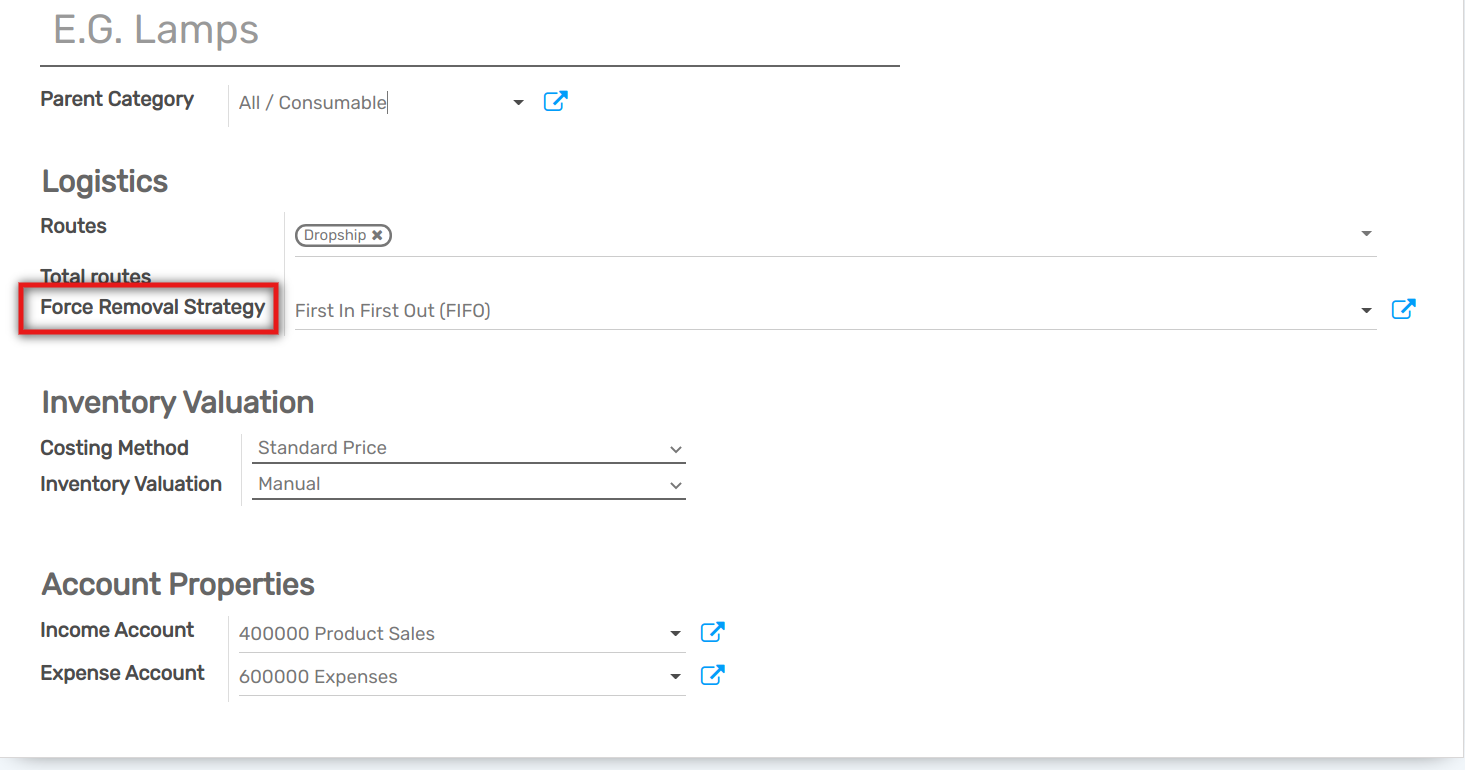 E.G. Lamps
Parent Category All / Consumable
Logistics
Routes Dropship ✖
Total routes
Force Removal Strategy First In First Out (FIFO)
Inventory Valuation
Costing Method Standard Price
Inventory Valuation Manual
Account Properties
Income Account 400000 Product Sales
Expense Account 600000 Expenses